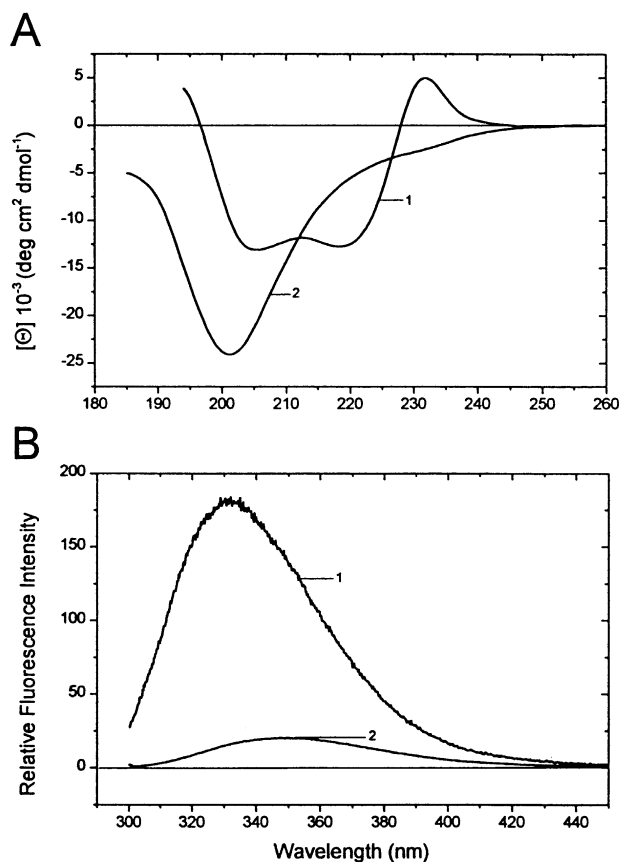 A
[Θ] 10⁻³ (deg cm² dmol⁻¹)
5
0
-5
-10
-15
-20
-25
1
2
180 190 200 210 220 230 240 250 260
B
Relative Fluorescence Intensity
200
150
100
50
0
1
2
300 320 340 360 380 400 420 440
Wavelength (nm)